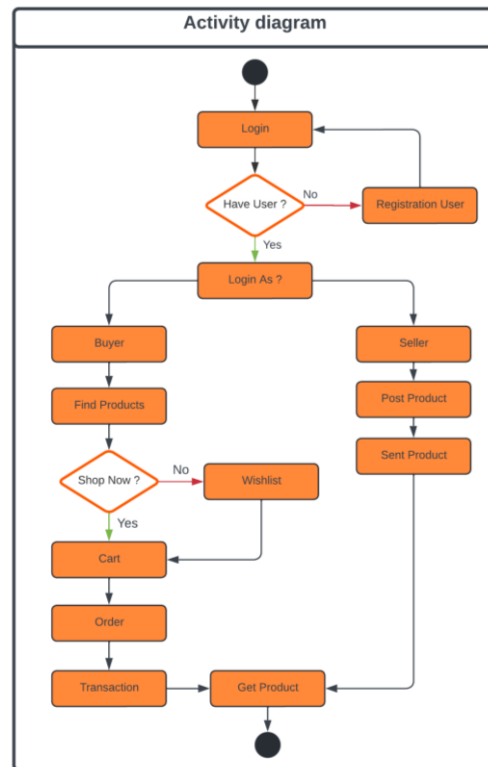 Activity diagram
Login
Have User ?
No
Registration User
Yes
Login As ?
Buyer
Seller
Find Products
Post Product
Shop Now ?
No
Wishlist
Sent Product
Yes
Cart
Order
Transaction
Get Product